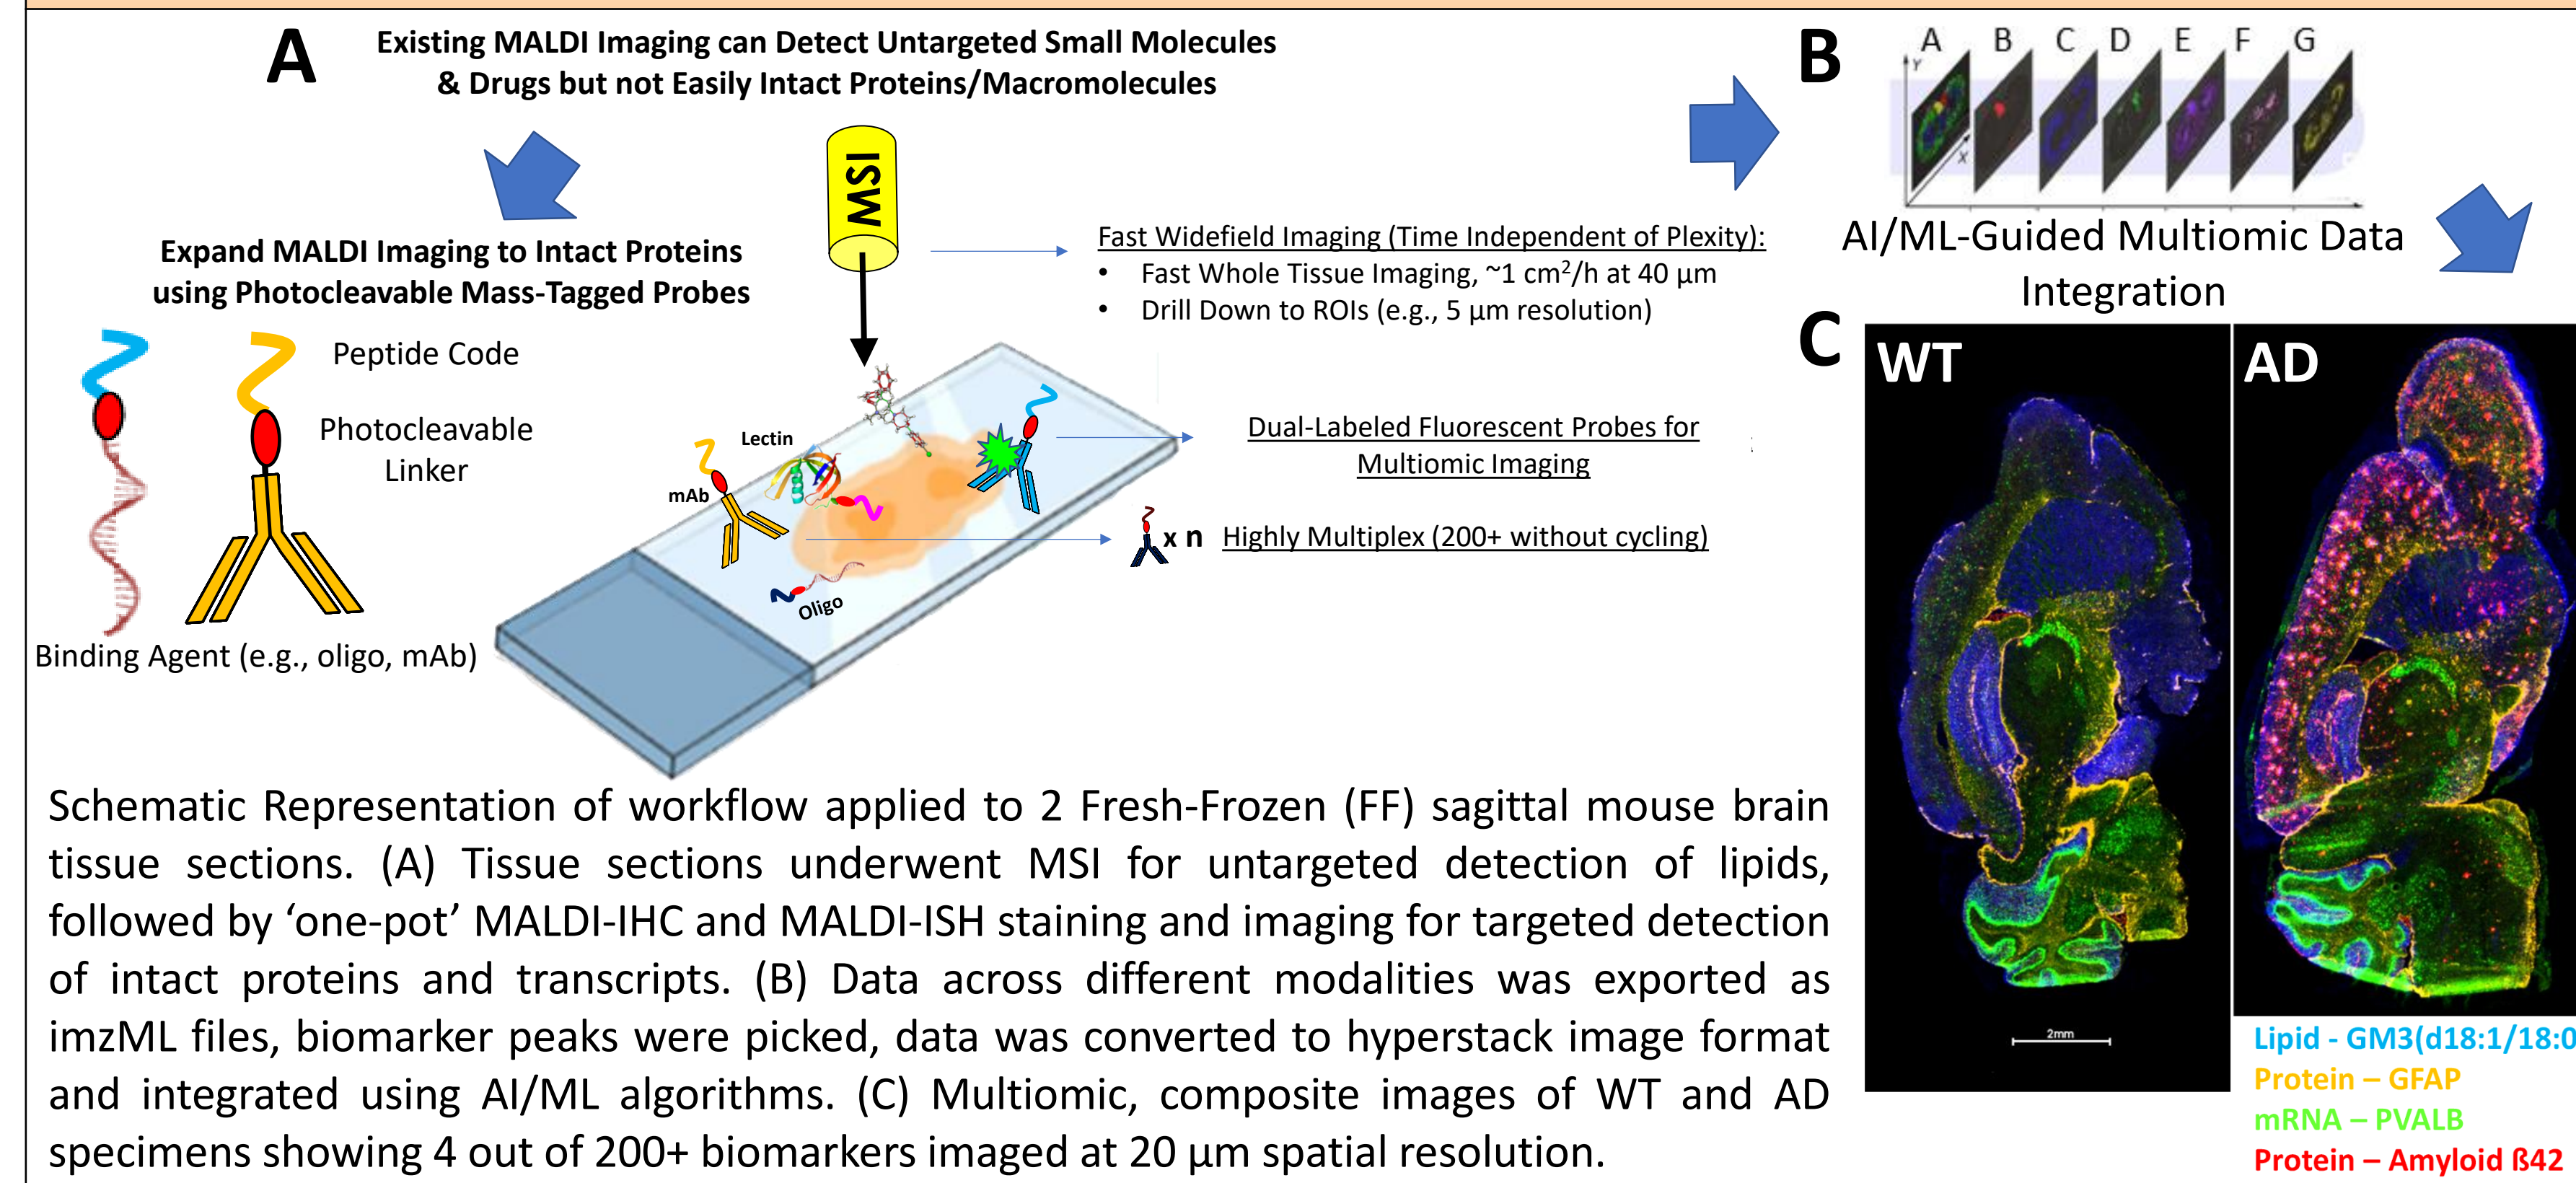 A
Existing MALDI Imaging can Detect Untargeted Small Molecules
& Drugs but not Easily Intact Proteins/Macromolecules
Expand MALDI Imaging to Intact Proteins
using Photocleavable Mass-Tagged Probes
Peptide Code
Photocleavable
Linker
Binding Agent (e.g., oligo, mAb)
MSI
Lectin
mAb
Oligo
Fast Widefield Imaging (Time Independent of Plexity):
• Fast Whole Tissue Imaging, ~1 cm²/h at 40 µm
• Drill Down to ROIs (e.g., 5 µm resolution)
Dual-Labeled Fluorescent Probes for
Multiomic Imaging
x n Highly Multiplex (200+ without cycling)
B
A B C D E F G
Y
X
AI/ML-Guided Multiomic Data
Integration
C
WT
AD
2mm
Lipid - GM3(d18:1/18:0
Protein – GFAP
mRNA – PVALB
Protein – Amyloid ß42
Schematic Representation of workflow applied to 2 Fresh-Frozen (FF) sagittal mouse brain
tissue sections. (A) Tissue sections underwent MSI for untargeted detection of lipids,
followed by ‘one-pot’ MALDI-IHC and MALDI-ISH staining and imaging for targeted detection
of intact proteins and transcripts. (B) Data across different modalities was exported as
imzML files, biomarker peaks were picked, data was converted to hyperstack image format
and integrated using AI/ML algorithms. (C) Multiomic, composite images of WT and AD
specimens showing 4 out of 200+ biomarkers imaged at 20 µm spatial resolution.